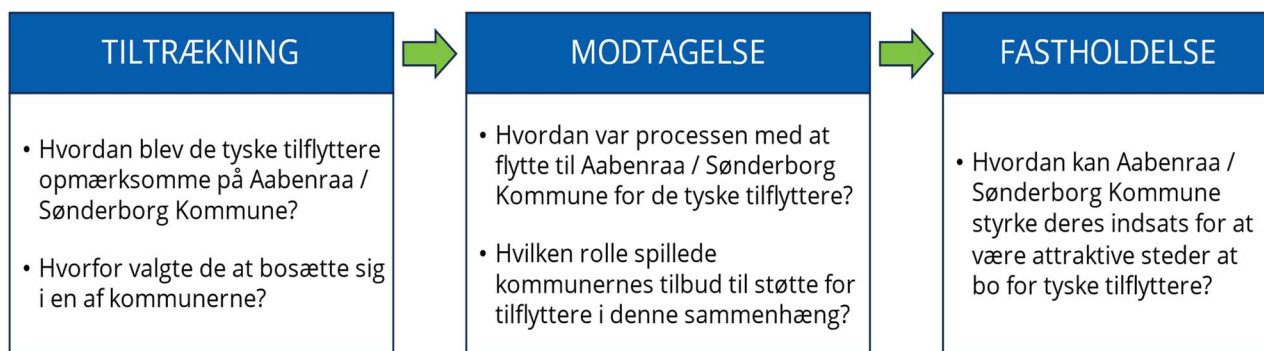 TILTRÆKNING
• Hvordan blev de tyske tilflyttere
opmærksomme på Aabenraa /
Sønderborg Kommune?
• Hvorfor valgte de at bosætte sig
i en af kommunerne?
MODTAGELSE
• Hvordan var processen med at
flytte til Aabenraa / Sønderborg
Kommune for de tyske tilflyttere?
• Hvilken rolle spillede
kommunernes tilbud til støtte for
tilflyttere i denne sammenhæng?
FASTHOLDELSE
• Hvordan kan Aabenraa /
Sønderborg Kommune
styrke deres indsats for at
være attraktive steder at
bo for tyske tilflyttere?